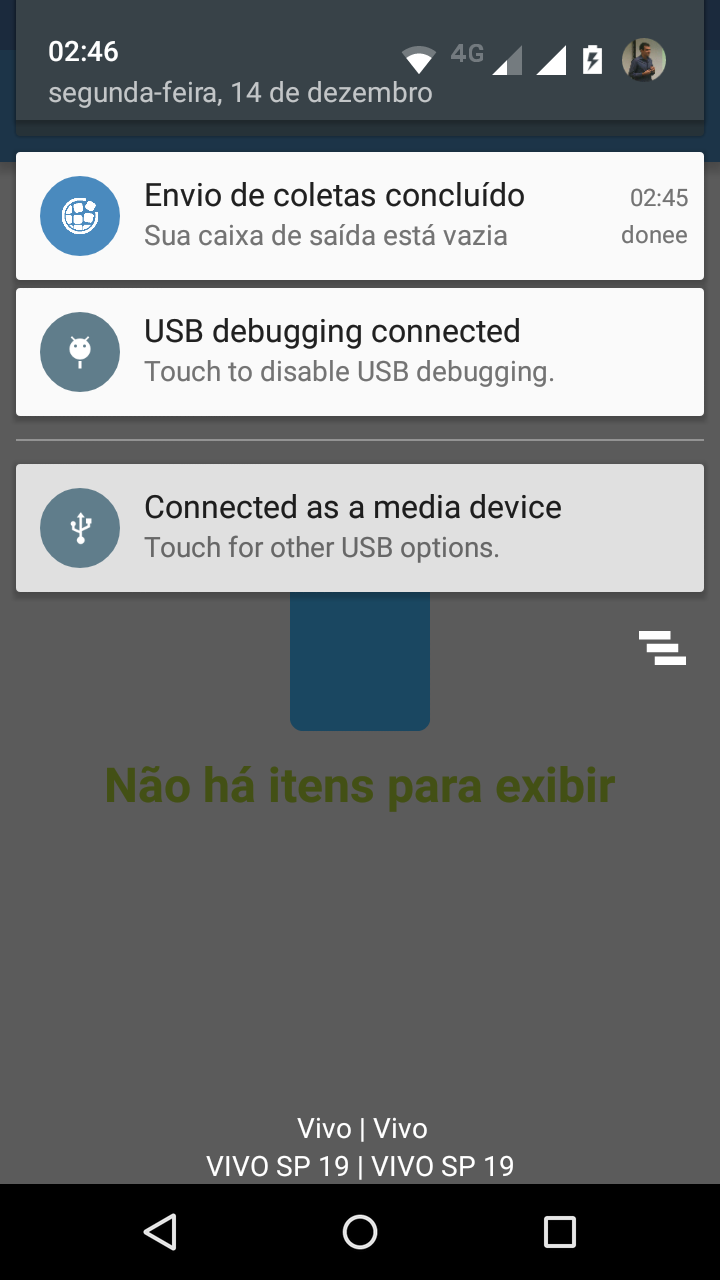 02:46
4G
segunda-feira, 14 de dezembro
Envio de coletas concluído
02:45
Sua caixa de saída está vazia
donee
USB debugging connected
Touch to disable USB debugging.
Connected as a media device
Touch for other USB options.
Não há itens para exibir
Vivo | Vivo
VIVO SP 19 | VIVO SP 19